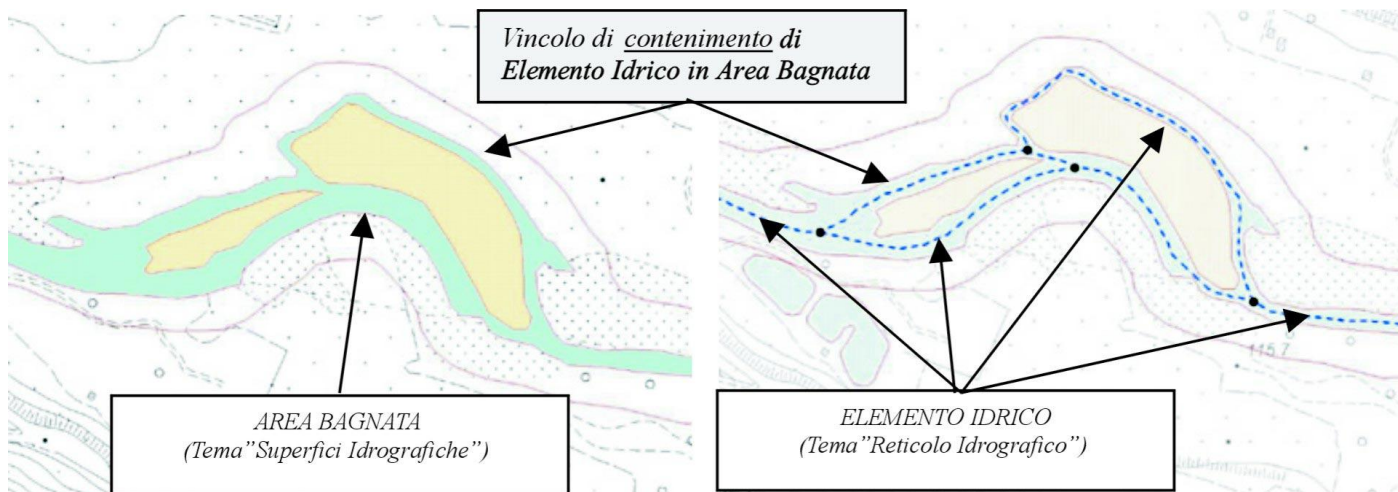 Vincolo di contenimento di
Elemento Idrico in Area Bagnata
115.7
AREA BAGNATA
(Tema”Superfici Idrografiche”)
ELEMENTO IDRICO
(Tema”Reticolo Idrografico”)